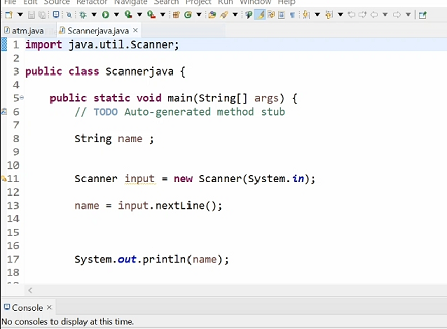 File Edit Source Refactor Navigate Search Project Run Window Help
atm.java Scannerjava.java ×
1 import java.util.Scanner;
2
3 public class Scannerjava {
4
5 public static void main(String[] args) {
6 // TODO Auto-generated method stub
7
8 String name ;
9
10
11 Scanner input = new Scanner(System.in);
12
13 name = input.nextLine();
14
15
16
17 System.out.println(name);
18
Console ×
No consoles to display at this time.